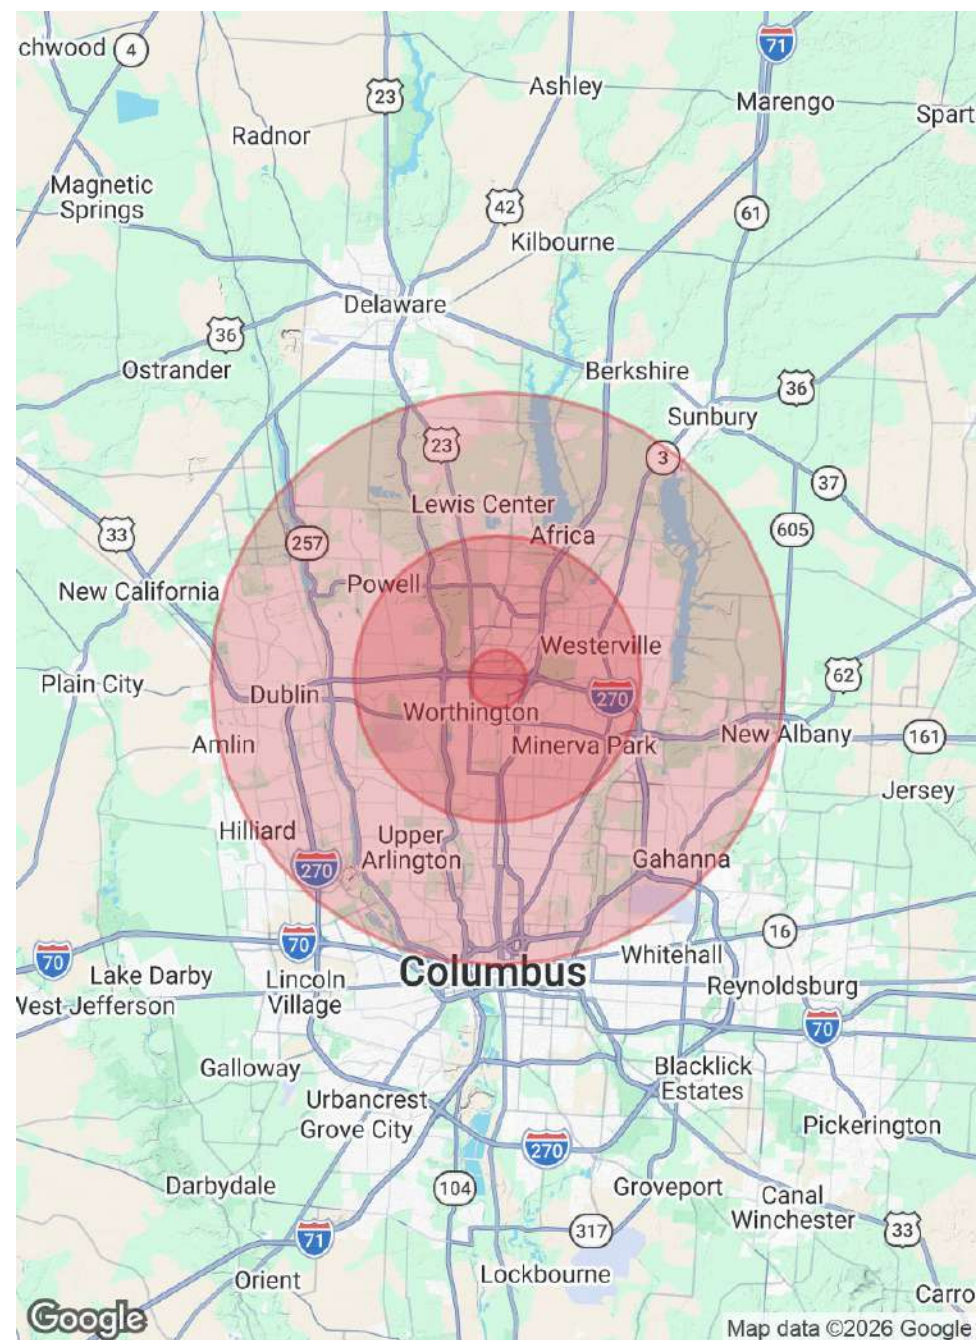 chwood
4
71
Ashley
23
Marengo
Spart
Radnor
Magnetic
Springs
42
61
Kilbourne
Delaware
36
Ostrander
Berkshire
36
Sunbury
23
3
37
Lewis Center
33
257
Africa
605
New California
Powell
Westerville
Plain City
62
Dublin
270
Worthington
Amlin
Minerva Park
New Albany
161
Jersey
Hilliard
Upper
Arlington
Gahanna
270
70
16
70
Whitehall
Lake Darby
Lincoln
Village
Columbus
Reynoldsburg
West Jefferson
70
Galloway
Blacklick
Estates
Urbancrest
Grove City
Pickerington
270
Darbydale
104
Groveport
Canal
Winchester
71
317
33
Orient
Lockbourne
Carro
Google
Map data ©2026 Google